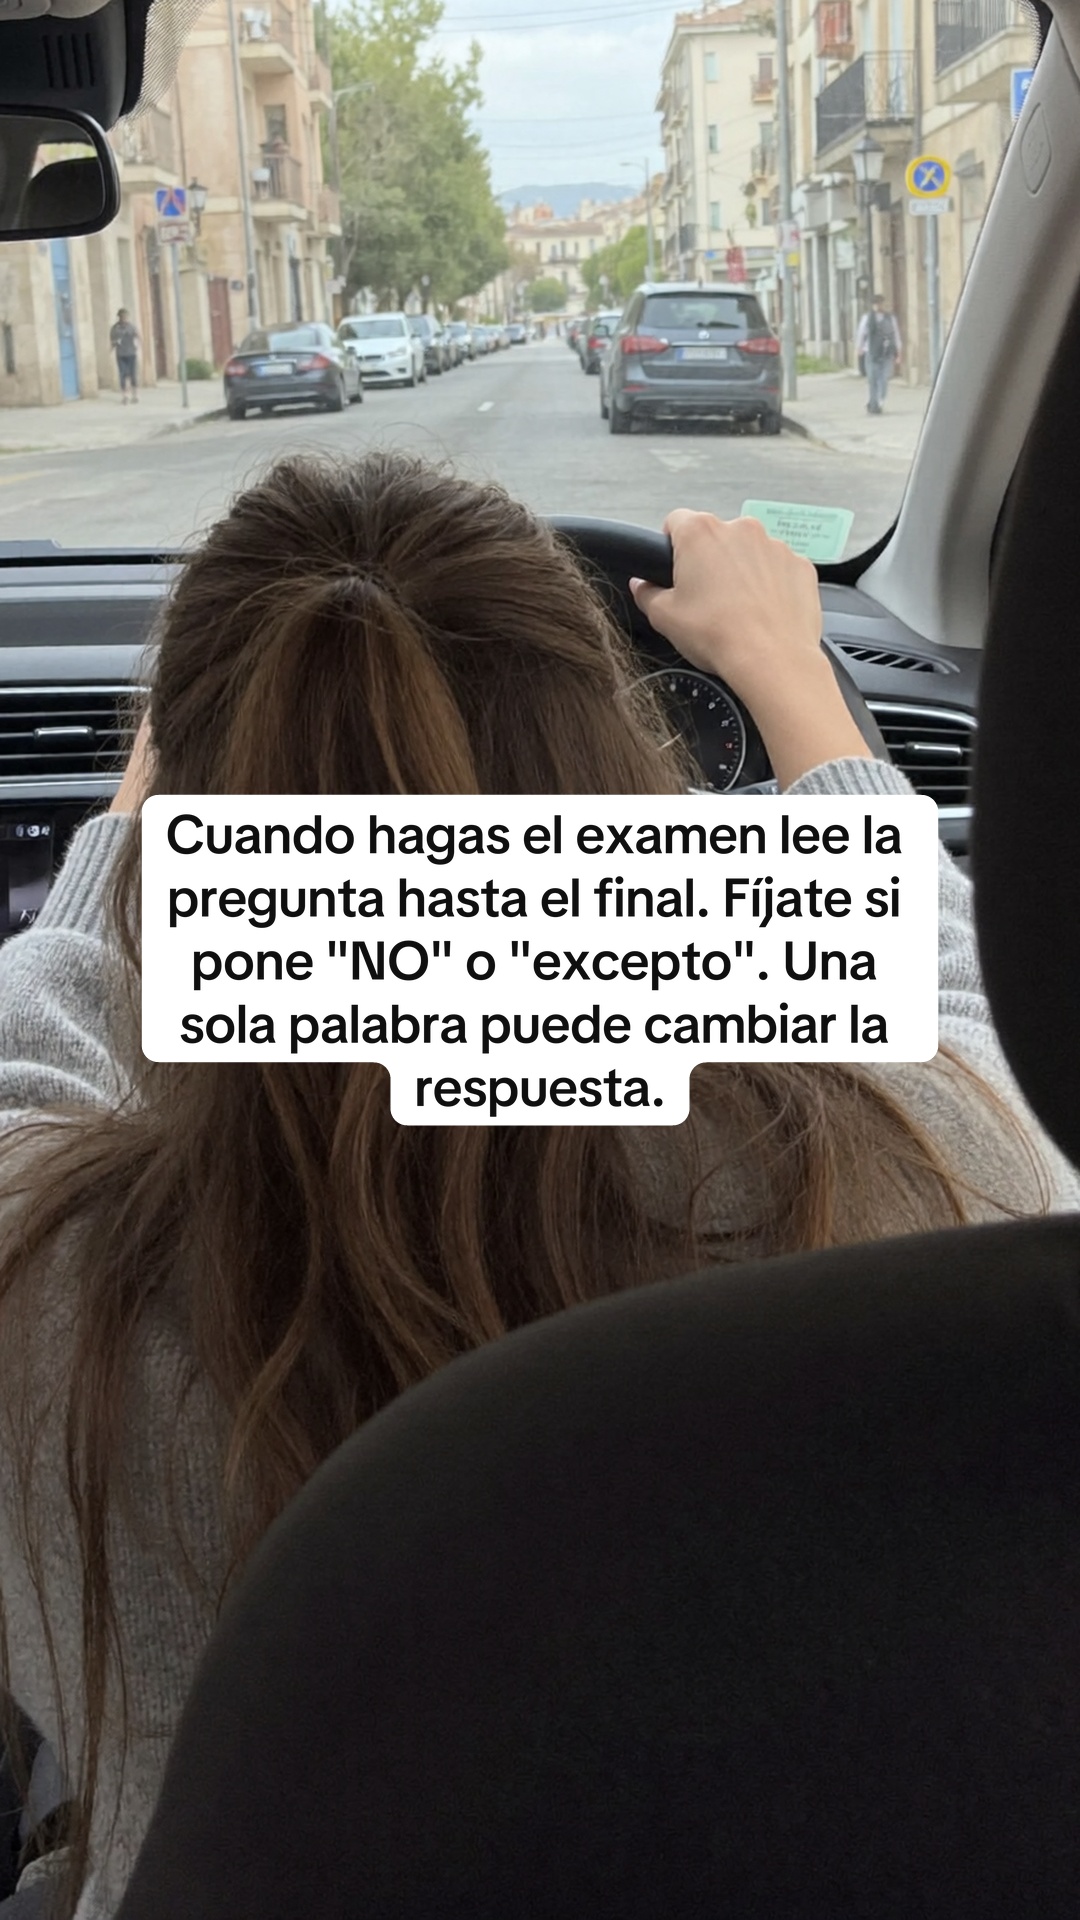 Cuando hagas el examen lee la
pregunta hasta el final. Fíjate si
pone "NO" o "excepto". Una
sola palabra puede cambiar la
respuesta.